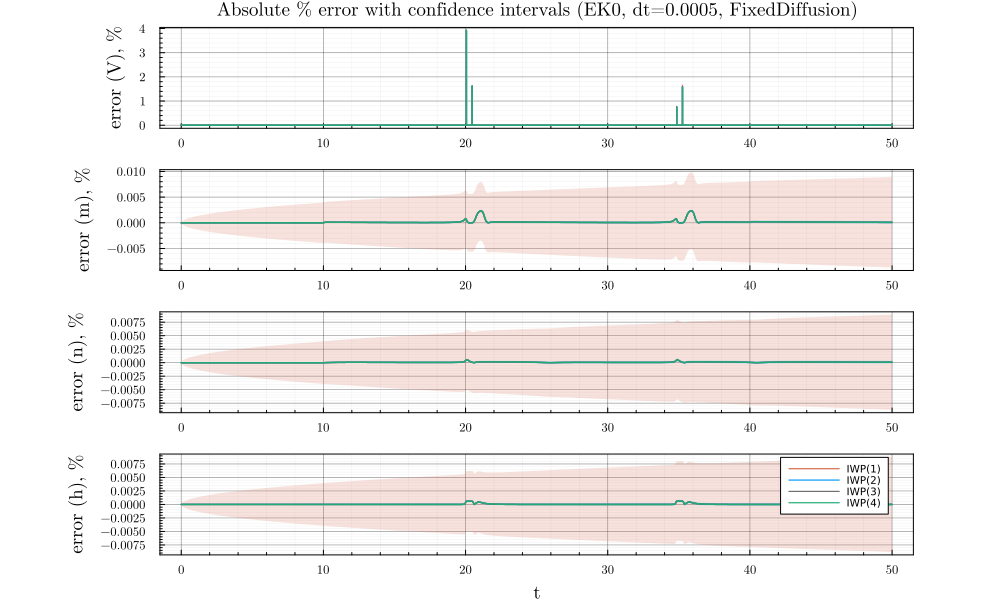 Absolute % error with confidence intervals (EK0, dt=0.0005, FixedDiffusion)
error (V), %
4
3
2
1
0
0 10 20 30 40 50
error (m), %
0.010
0.005
0.000
−0.005
0 10 20 30 40 50
error (n), %
0.0075
0.0050
0.0025
0.0000
−0.0025
−0.0050
−0.0075
0 10 20 30 40 50
error (h), %
0.0075
0.0050
0.0025
0.0000
−0.0025
−0.0050
−0.0075
IWP(1)
IWP(2)
IWP(3)
IWP(4)
0 10 20 30 40 50
t